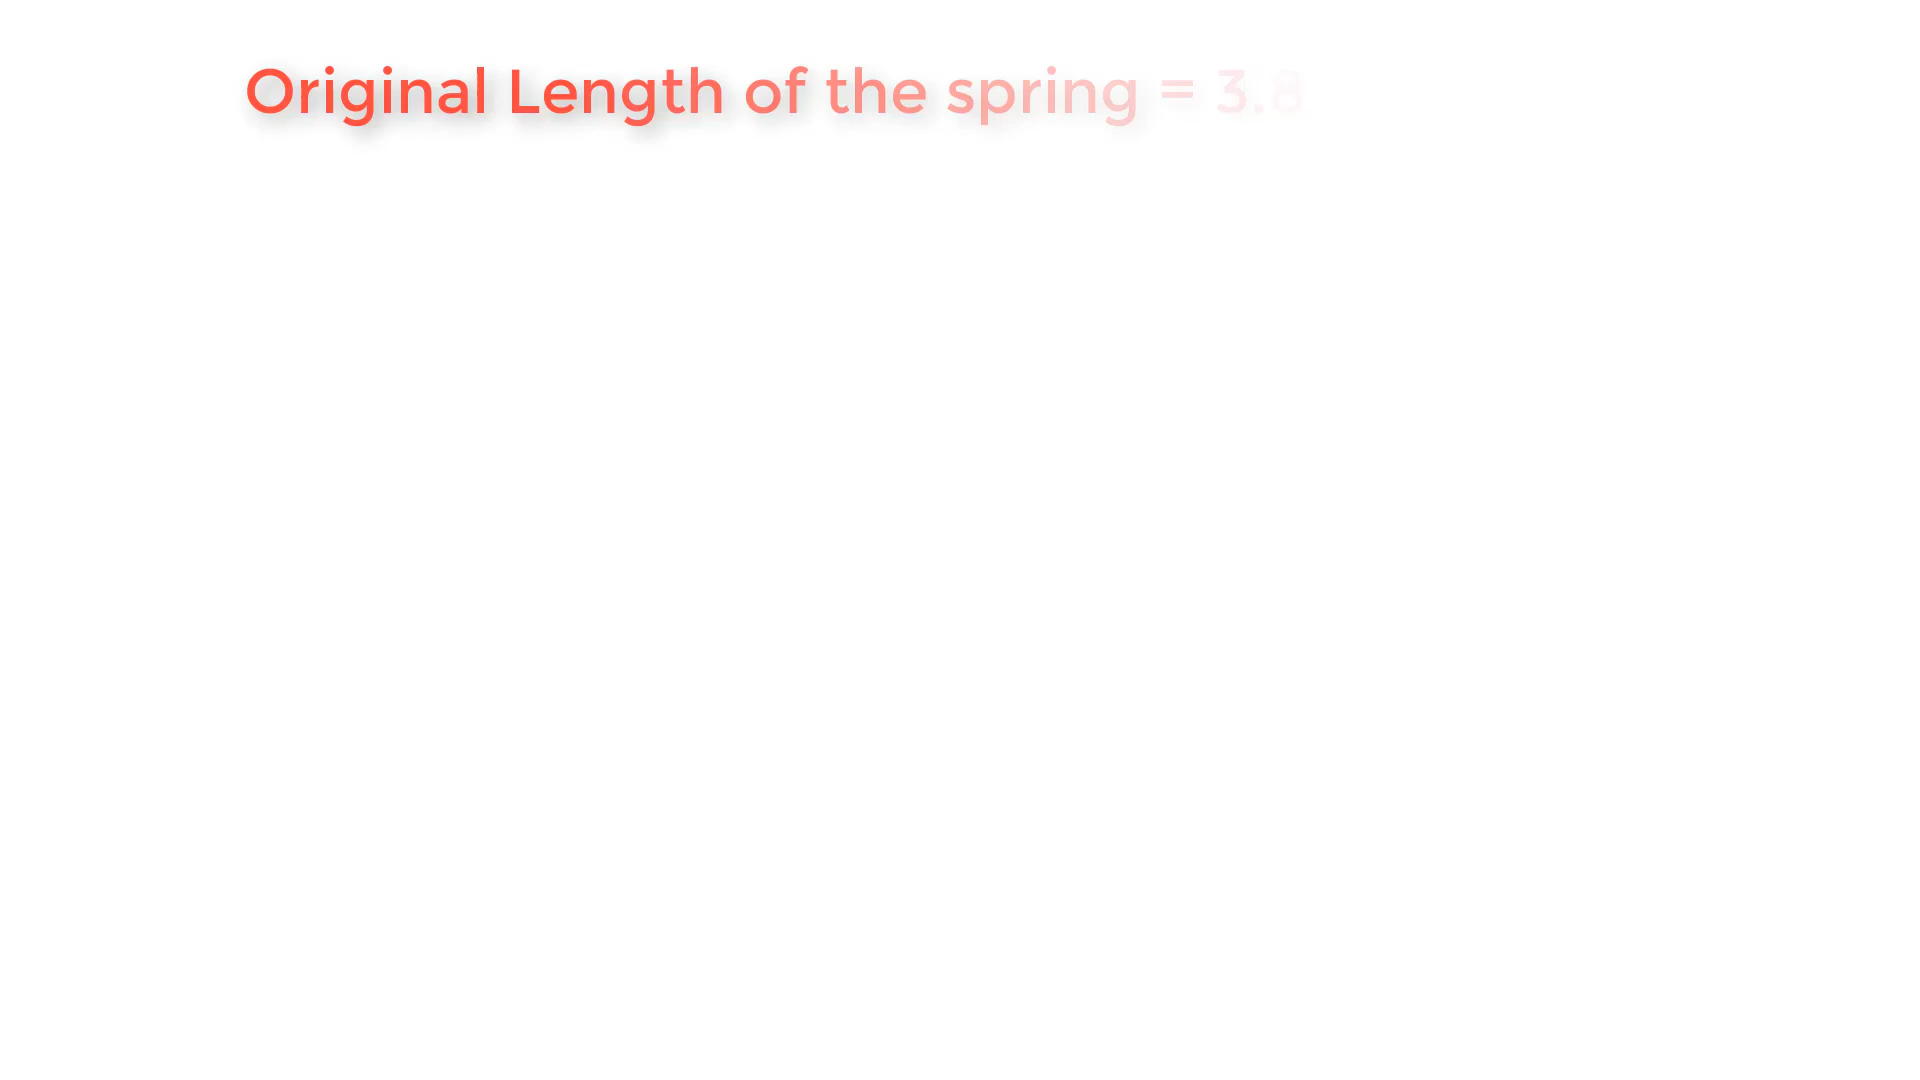 Original Length of the spring = 3.8